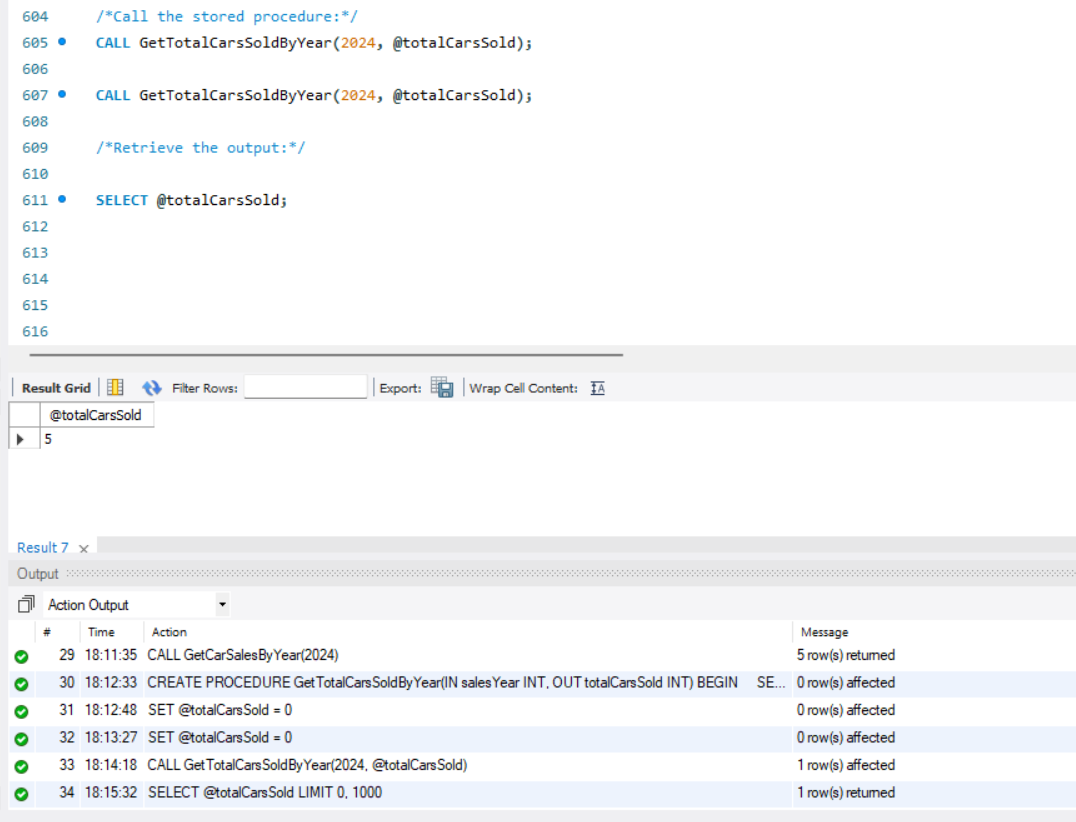 604 /*Call the stored procedure:*/
605 CALL GetTotalCarsSoldByYear(2024, @totalCarsSold);
606
607 CALL GetTotalCarsSoldByYear(2024, @totalCarsSold);
608
609 /*Retrieve the output:*/
610
611 SELECT @totalCarsSold;
612
613
614
615
616
Result Grid Filter Rows: Export: Wrap Cell Content: IA
@totalCarsSold
5
Result 7 ×
Output
Action Output
# Time Action Message
29 18:11:35 CALL GetCarSalesByYear(2024) 5 row(s) returned
30 18:12:33 CREATE PROCEDURE GetTotalCarsSoldByYear(IN salesYear INT, OUT totalCarsSold INT) BEGIN SE... 0 row(s) affected
31 18:12:48 SET @totalCarsSold = 0 0 row(s) affected
32 18:13:27 SET @totalCarsSold = 0 0 row(s) affected
33 18:14:18 CALL GetTotalCarsSoldByYear(2024, @totalCarsSold) 1 row(s) affected
34 18:15:32 SELECT @totalCarsSold LIMIT 0, 1000 1 row(s) returned